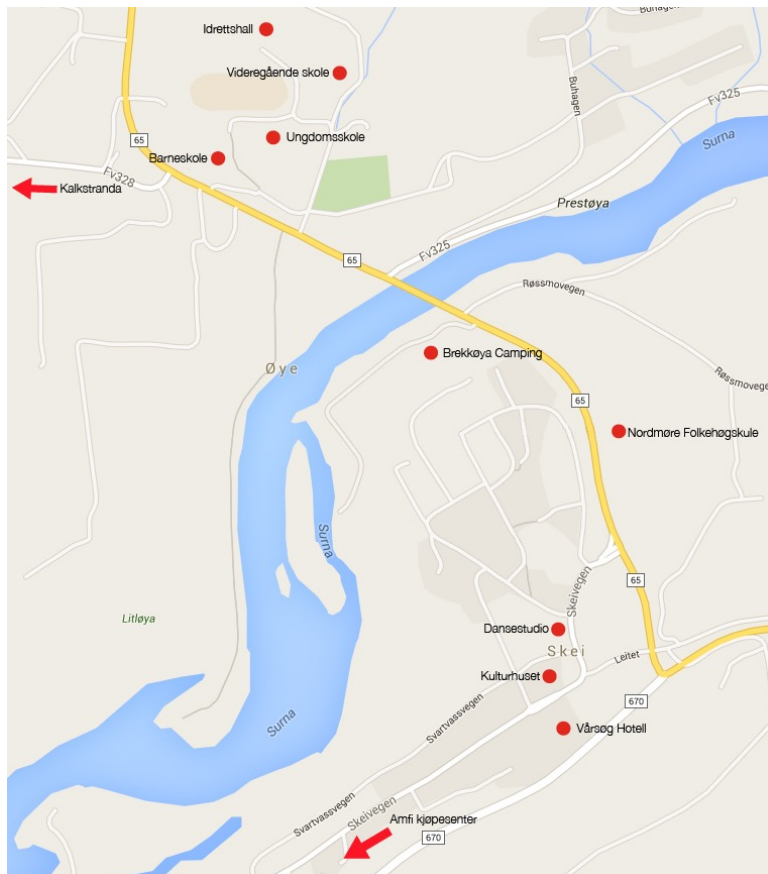 Idrettshall
Buhagen
Videregående skole
Buhagen
Fv325
Surna
65
Ungdomsskole
Barneskole
Fv328
Kalkstranda
Prestøya
Fv325
65
Røssmovegen
Brekkøya Camping
Øye
Røssmovegen
65
Nordmøre Folkehøgskule
Surna
Skeivegen
65
Litløya
Dansestudio
Skei
Leitet
Kulturhuset
670
Surna
Svartvassvegen
Vårsøg Hotell
Skeivegen
Svartvassvegen
Amfi kjøpesenter
670